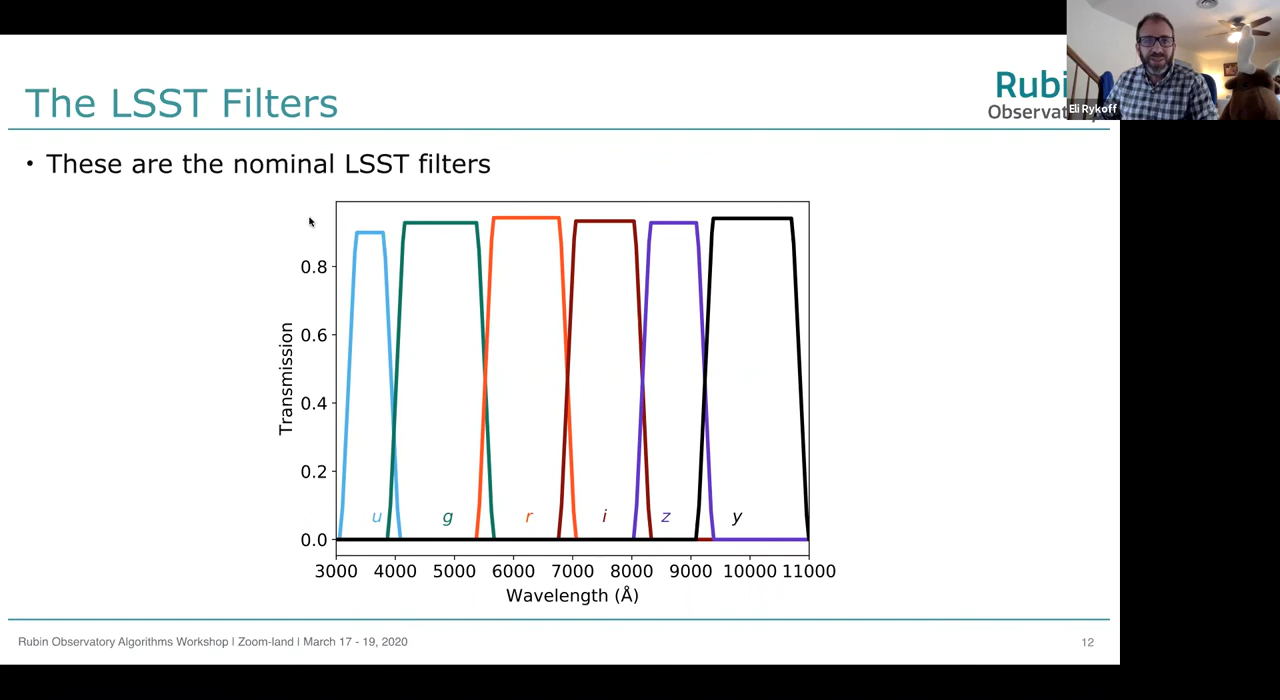 The LSST Filters
Rubi
Observat
Eli Rykoff
• These are the nominal LSST filters
Transmission
0.8
0.6
0.4
0.2
0.0
u g r i z y
3000 4000 5000 6000 7000 8000 9000 10000 11000
Wavelength (Å)
Rubin Observatory Algorithms Workshop | Zoom-land | March 17 - 19, 2020
12